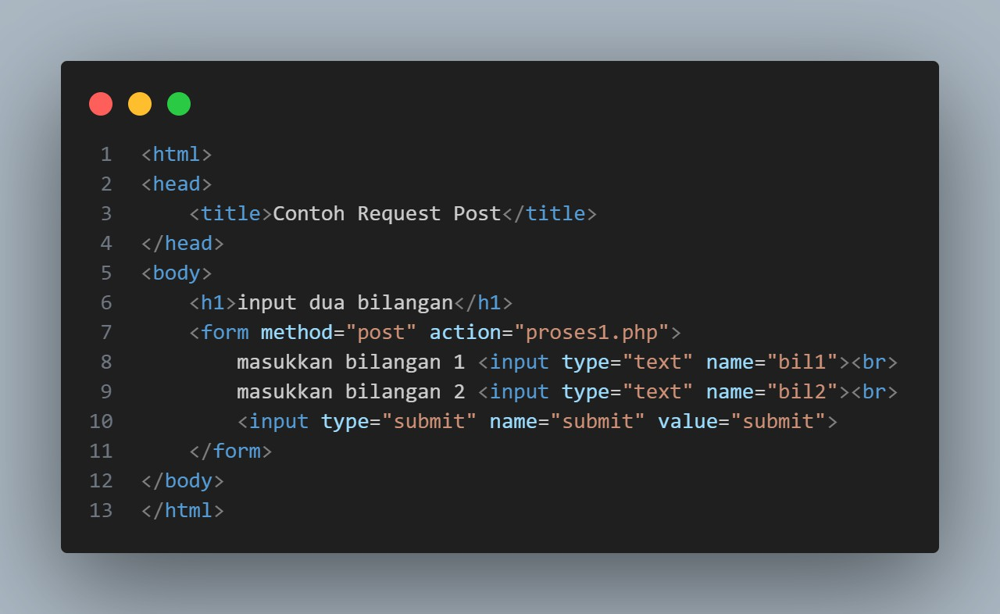 1 <html>
2 <head>
3     <title>Contoh Request Post</title>
4 </head>
5 <body>
6     <h1>input dua bilangan</h1>
7     <form method="post" action="proses1.php">
8         masukkan bilangan 1 <input type="text" name="bil1"><br>
9         masukkan bilangan 2 <input type="text" name="bil2"><br>
10         <input type="submit" name="submit" value="submit">
11     </form>
12 </body>
13 </html>